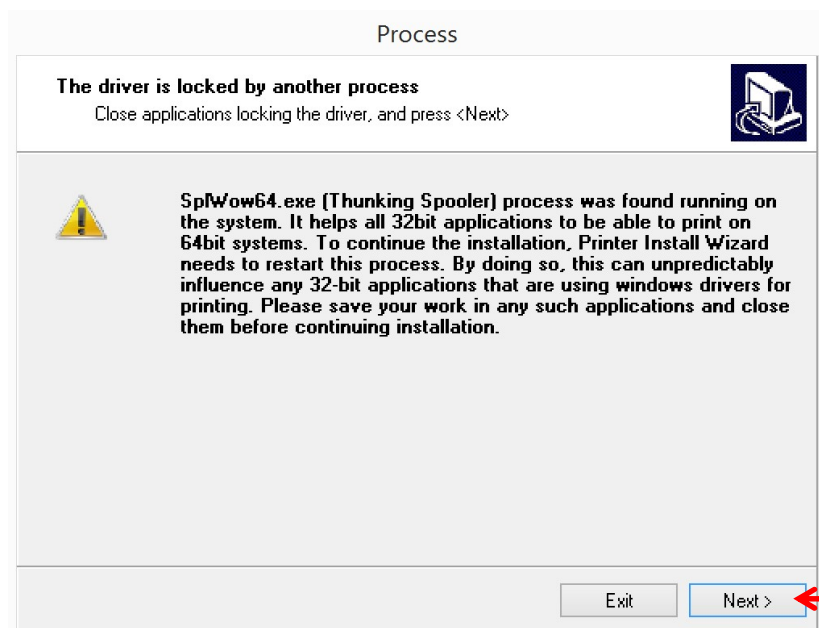 Process
The driver is locked by another process
Close applications locking the driver, and press <Next>
SplWow64.exe (Thunking Spooler) process was found running on
the system. It helps all 32bit applications to be able to print on
64bit systems. To continue the installation, Printer Install Wizard
needs to restart this process. By doing so, this can unpredictably
influence any 32-bit applications that are using windows drivers for
printing. Please save your work in any such applications and close
them before continuing installation.
Exit
Next >